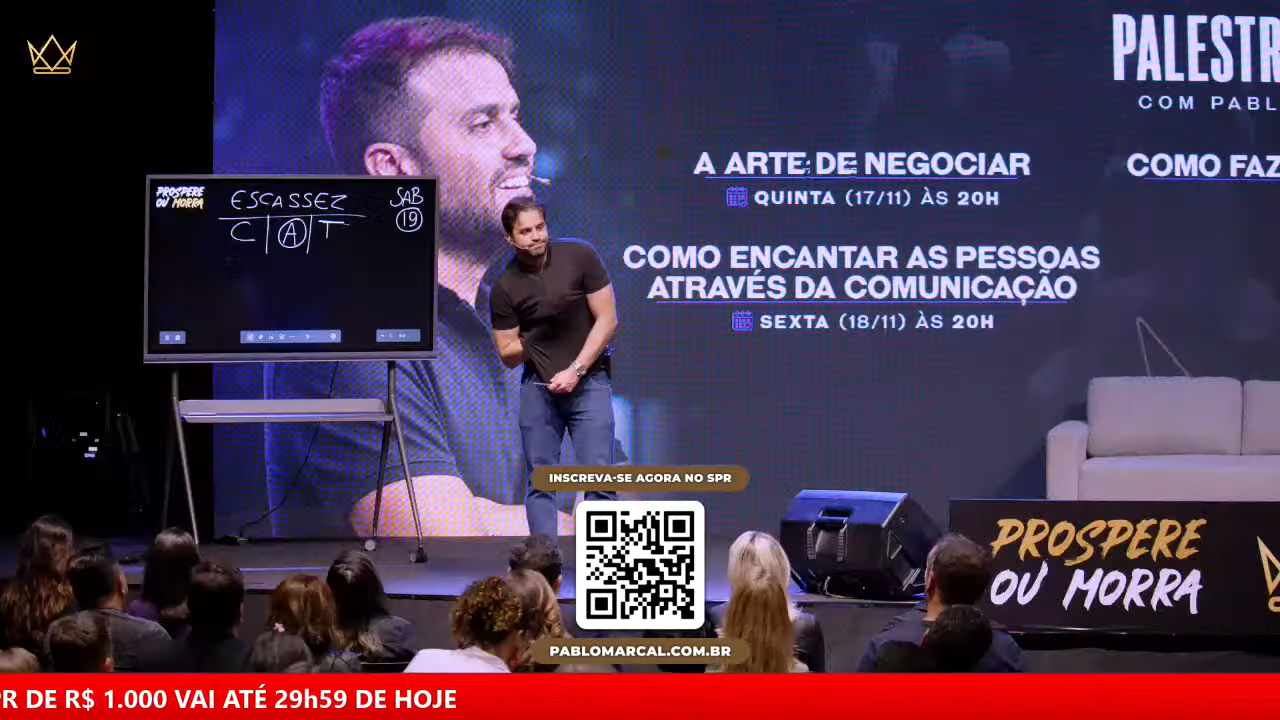 PALESTR
COM PABL
A ARTE DE NEGOCIAR
QUINTA (17/11) ÀS 20H
COMO FAZ
COMO ENCANTAR AS PESSOAS
ATRAVÉS DA COMUNICAÇÃO
SEXTA (18/11) ÀS 20H
PROSPERE
OU MORRA
ESCASSEZ
C | A | T
SAB
19
INSCREVA-SE AGORA NO SPR
PABLOMARCAL.COM.BR
PROSPERE
OU MORRA
PR DE R$ 1.000 VAI ATÉ 29h59 DE HOJE